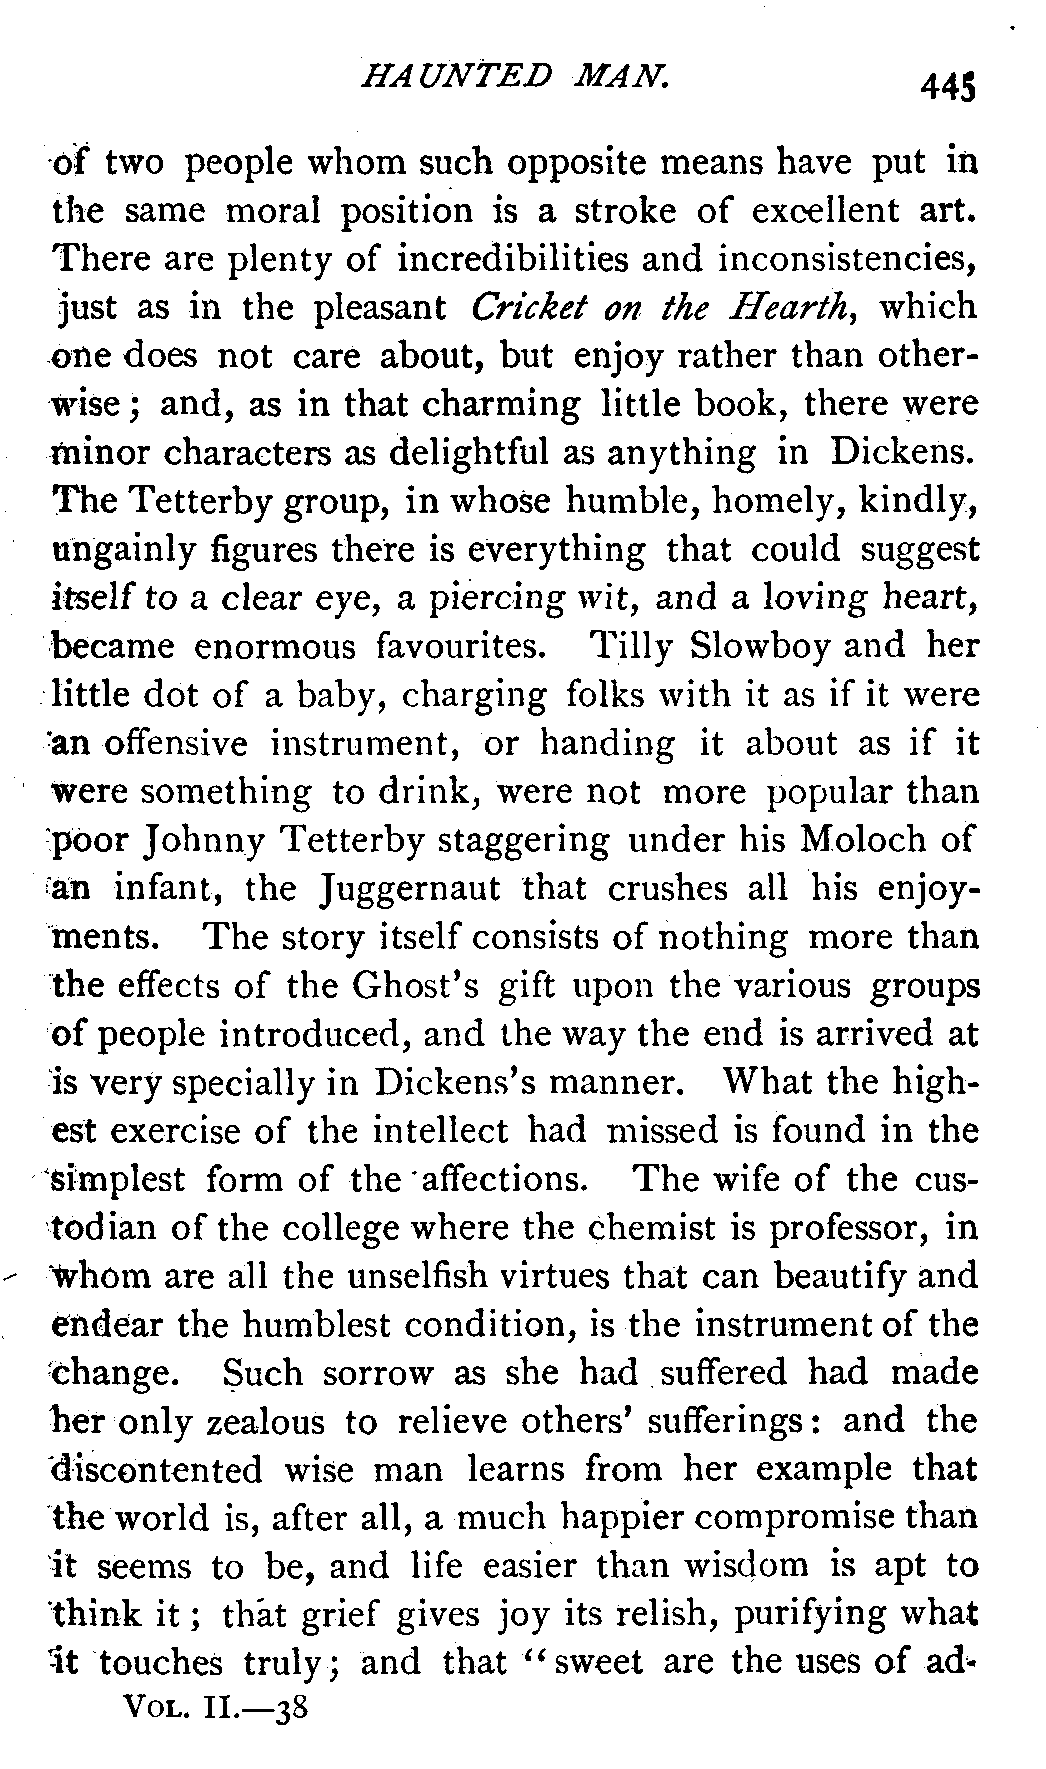 HAUNTED MAN.
445
of two people whom such opposite means have put in
the same moral position is a stroke of excellent art.
There are plenty of incredibilities and inconsistencies,
just as in the pleasant Cricket on the Hearth, which
one does not care about, but enjoy rather than other-
wise; and, as in that charming little book, there were
minor characters as delightful as anything in Dickens.
The Tetterby group, in whose humble, homely, kindly,
ungainly figures there is everything that could suggest
itself to a clear eye, a piercing wit, and a loving heart,
became enormous favourites. Tilly Slowboy and her
little dot of a baby, charging folks with it as if it were
an offensive instrument, or handing it about as if it
were something to drink, were not more popular than
poor Johnny Tetterby staggering under his Moloch of
an infant, the Juggernaut that crushes all his enjoy-
ments. The story itself consists of nothing more than
the effects of the Ghost's gift upon the various groups
of people introduced, and the way the end is arrived at
is very specially in Dickens's manner. What the high-
est exercise of the intellect had missed is found in the
simplest form of the affections. The wife of the cus-
todian of the college where the chemist is professor, in
whom are all the unselfish virtues that can beautify and
endear the humblest condition, is the instrument of the
change. Such sorrow as she had suffered had made
her only zealous to relieve others' sufferings: and the
discontented wise man learns from her example that
the world is, after all, a much happier compromise than
it seems to be, and life easier than wisdom is apt to
think it; that grief gives joy its relish, purifying what
it touches truly; and that "sweet are the uses of ad-
VOL. II.—38